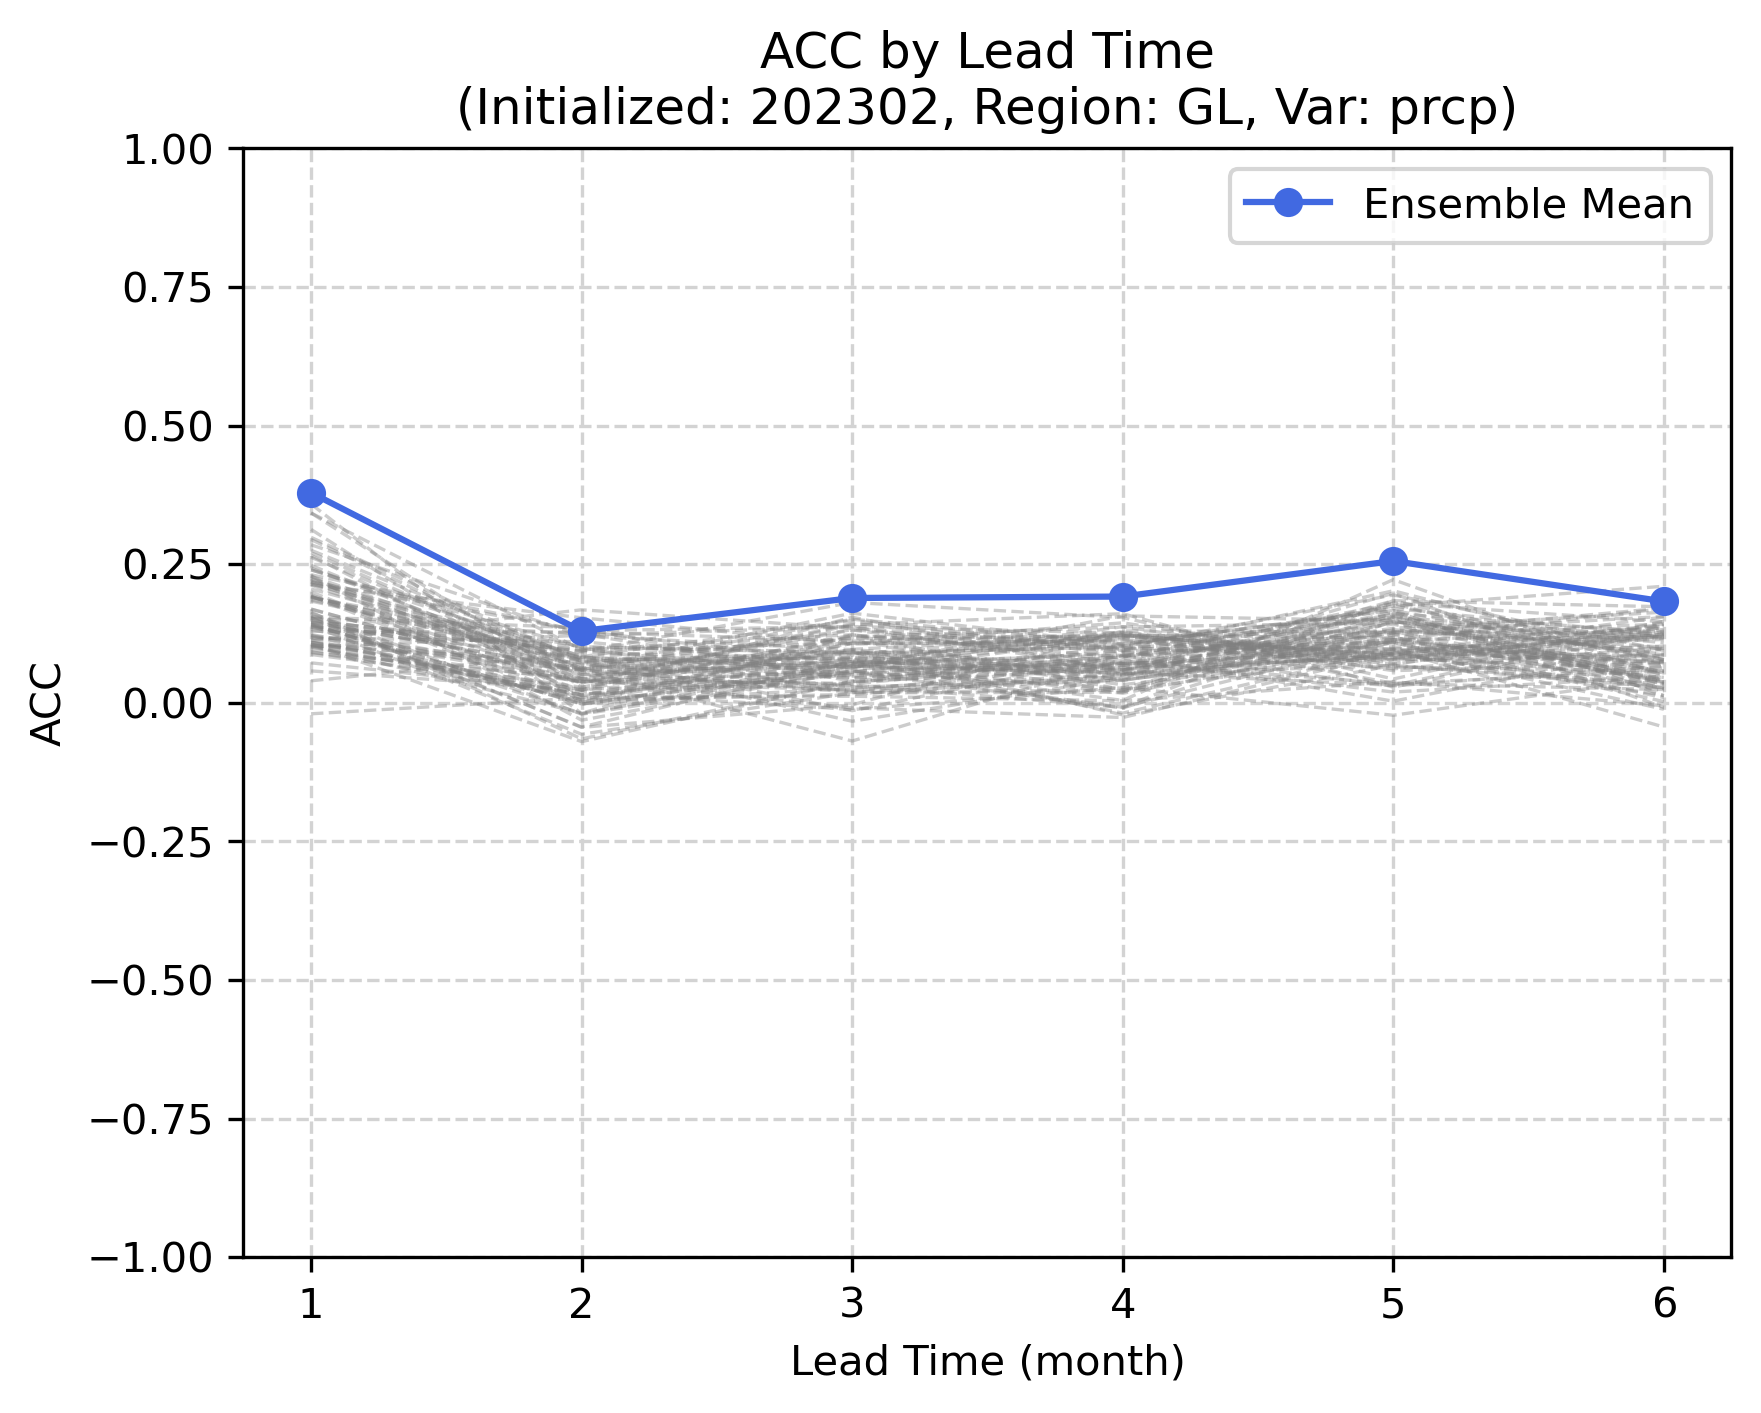 ACC by Lead Time
(Initialized: 202302, Region: GL, Var: prcp)
Ensemble Mean
1.00
0.75
0.50
0.25
0.00
−0.25
−0.50
−0.75
−1.00
ACC
1 2 3 4 5 6
Lead Time (month)